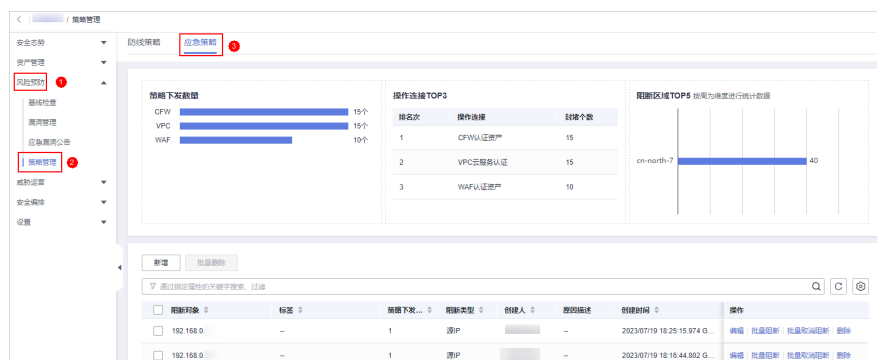 / 策略管理
安全态势
资产管理
风险预防 1
基线检查
漏洞管理
应急漏洞公告
策略管理 2
威胁运营
安全编排
设置
防线策略 应急策略 3
策略下发数量
CFW 15个
VPC 15个
WAF 10个
操作连接TOP3
排名次 操作连接 封堵个数
1 CFW认证资产 15
2 VPC云服务认证 15
3 WAF认证资产 10
阻断区域TOP5 按周为维度进行统计数据
cn-north-7 40
新增 批量删除
通过指定属性的关键字搜索、过滤
阻断对象 标签 策略下发... 阻断类型 创建人 原因描述 创建时间 操作
192.168.0. -- 1 源IP -- 2023/07/19 18:25:15.974 G... 编辑 批量阻断 批量取消阻断 删除
192.168.0. -- 1 源IP -- 2023/07/19 18:16:44.802 G... 编辑 批量阻断 批量取消阻断 删除